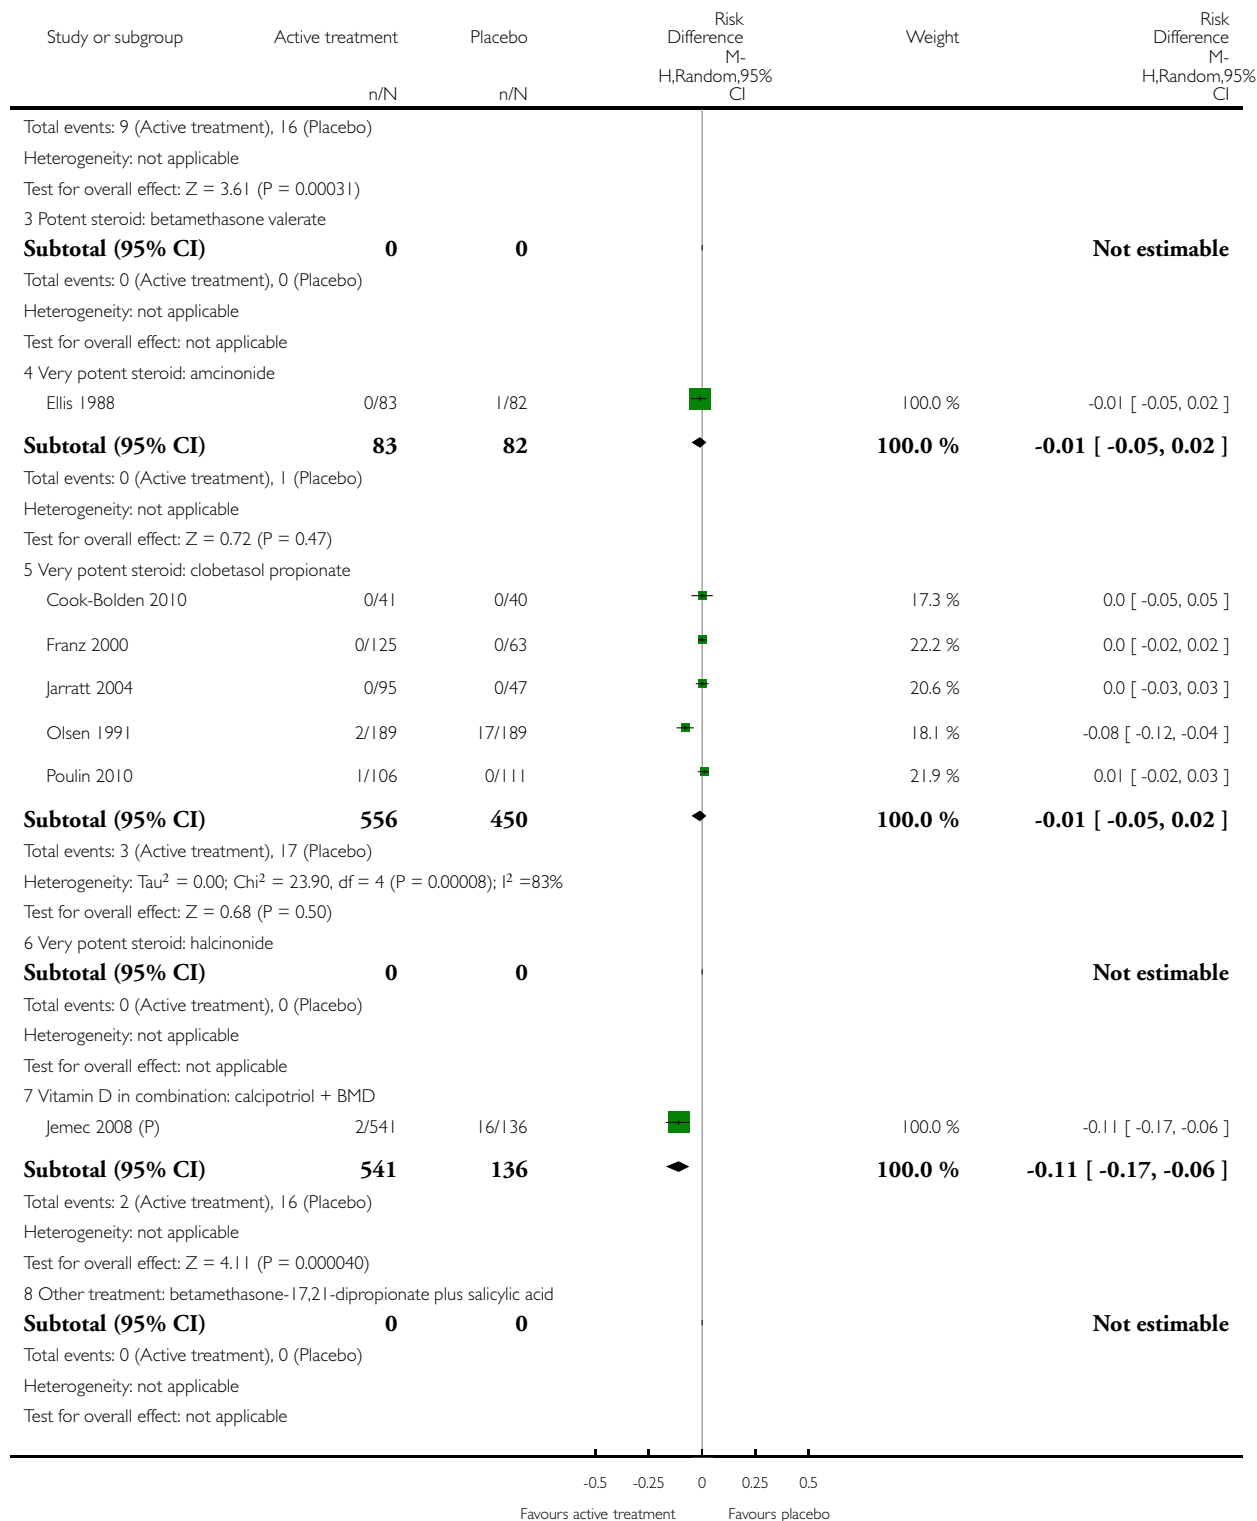 Study or subgroup Active treatment Placebo Risk Difference Weight Risk Difference
M-H,Random,95% CI M-H,Random,95% CI
n/N n/N
Total events: 9 (Active treatment), 16 (Placebo)
Heterogeneity: not applicable
Test for overall effect: Z = 3.61 (P = 0.00031)
3 Potent steroid: betamethasone valerate
Subtotal (95% CI) 0 0 Not estimable
Total events: 0 (Active treatment), 0 (Placebo)
Heterogeneity: not applicable
Test for overall effect: not applicable
4 Very potent steroid: amcinonide
Ellis 1988 0/83 1/82 100.0 % -0.01 [ -0.05, 0.02 ]
Subtotal (95% CI) 83 82 100.0 % -0.01 [ -0.05, 0.02 ]
Total events: 0 (Active treatment), 1 (Placebo)
Heterogeneity: not applicable
Test for overall effect: Z = 0.72 (P = 0.47)
5 Very potent steroid: clobetasol propionate
Cook-Bolden 2010 0/41 0/40 17.3 % 0.0 [ -0.05, 0.05 ]
Franz 2000 0/125 0/63 22.2 % 0.0 [ -0.02, 0.02 ]
Jarratt 2004 0/95 0/47 20.6 % 0.0 [ -0.03, 0.03 ]
Olsen 1991 2/189 17/189 18.1 % -0.08 [ -0.12, -0.04 ]
Poulin 2010 1/106 0/111 21.9 % 0.01 [ -0.02, 0.03 ]
Subtotal (95% CI) 556 450 100.0 % -0.01 [ -0.05, 0.02 ]
Total events: 3 (Active treatment), 17 (Placebo)
Heterogeneity: Tau² = 0.00; Chi² = 23.90, df = 4 (P = 0.00008); I² =83%
Test for overall effect: Z = 0.68 (P = 0.50)
6 Very potent steroid: halcinonide
Subtotal (95% CI) 0 0 Not estimable
Total events: 0 (Active treatment), 0 (Placebo)
Heterogeneity: not applicable
Test for overall effect: not applicable
7 Vitamin D in combination: calcipotriol + BMD
Jemec 2008 (P) 2/541 16/136 100.0 % -0.11 [ -0.17, -0.06 ]
Subtotal (95% CI) 541 136 100.0 % -0.11 [ -0.17, -0.06 ]
Total events: 2 (Active treatment), 16 (Placebo)
Heterogeneity: not applicable
Test for overall effect: Z = 4.11 (P = 0.000040)
8 Other treatment: betamethasone-17,21-dipropionate plus salicylic acid
Subtotal (95% CI) 0 0 Not estimable
Total events: 0 (Active treatment), 0 (Placebo)
Heterogeneity: not applicable
Test for overall effect: not applicable
-0.5 -0.25 0 0.25 0.5
Favours active treatment Favours placebo